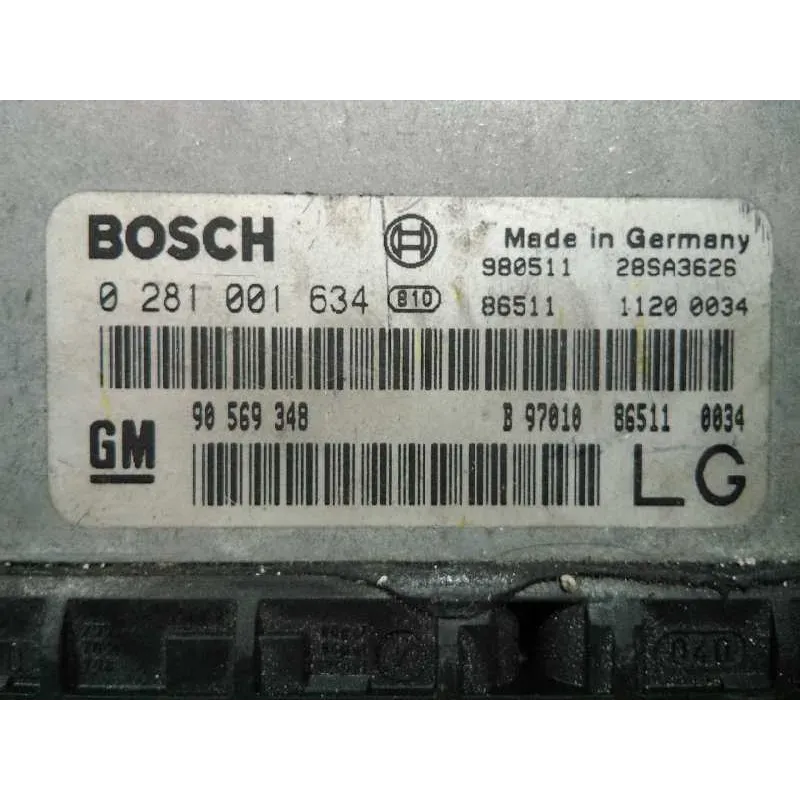 BOSCH
Made in Germany
980511 28SA3626
0 281 001 634 810 86511 1120 0034
90 569 348 B 97010 86511 0034
GM
LG
040